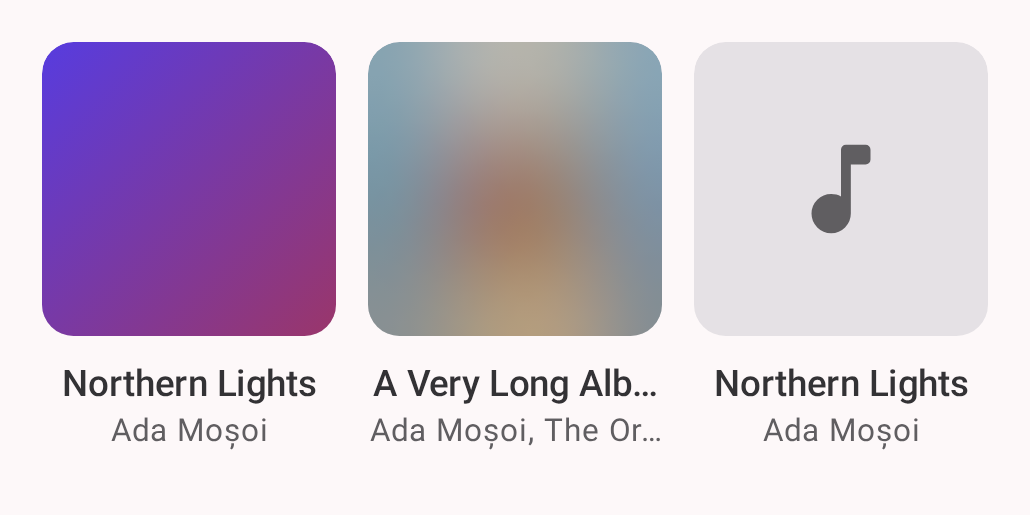 Northern Lights
Ada Moșoi
A Very Long Alb…
Ada Moșoi, The Or…
Northern Lights
Ada Moșoi